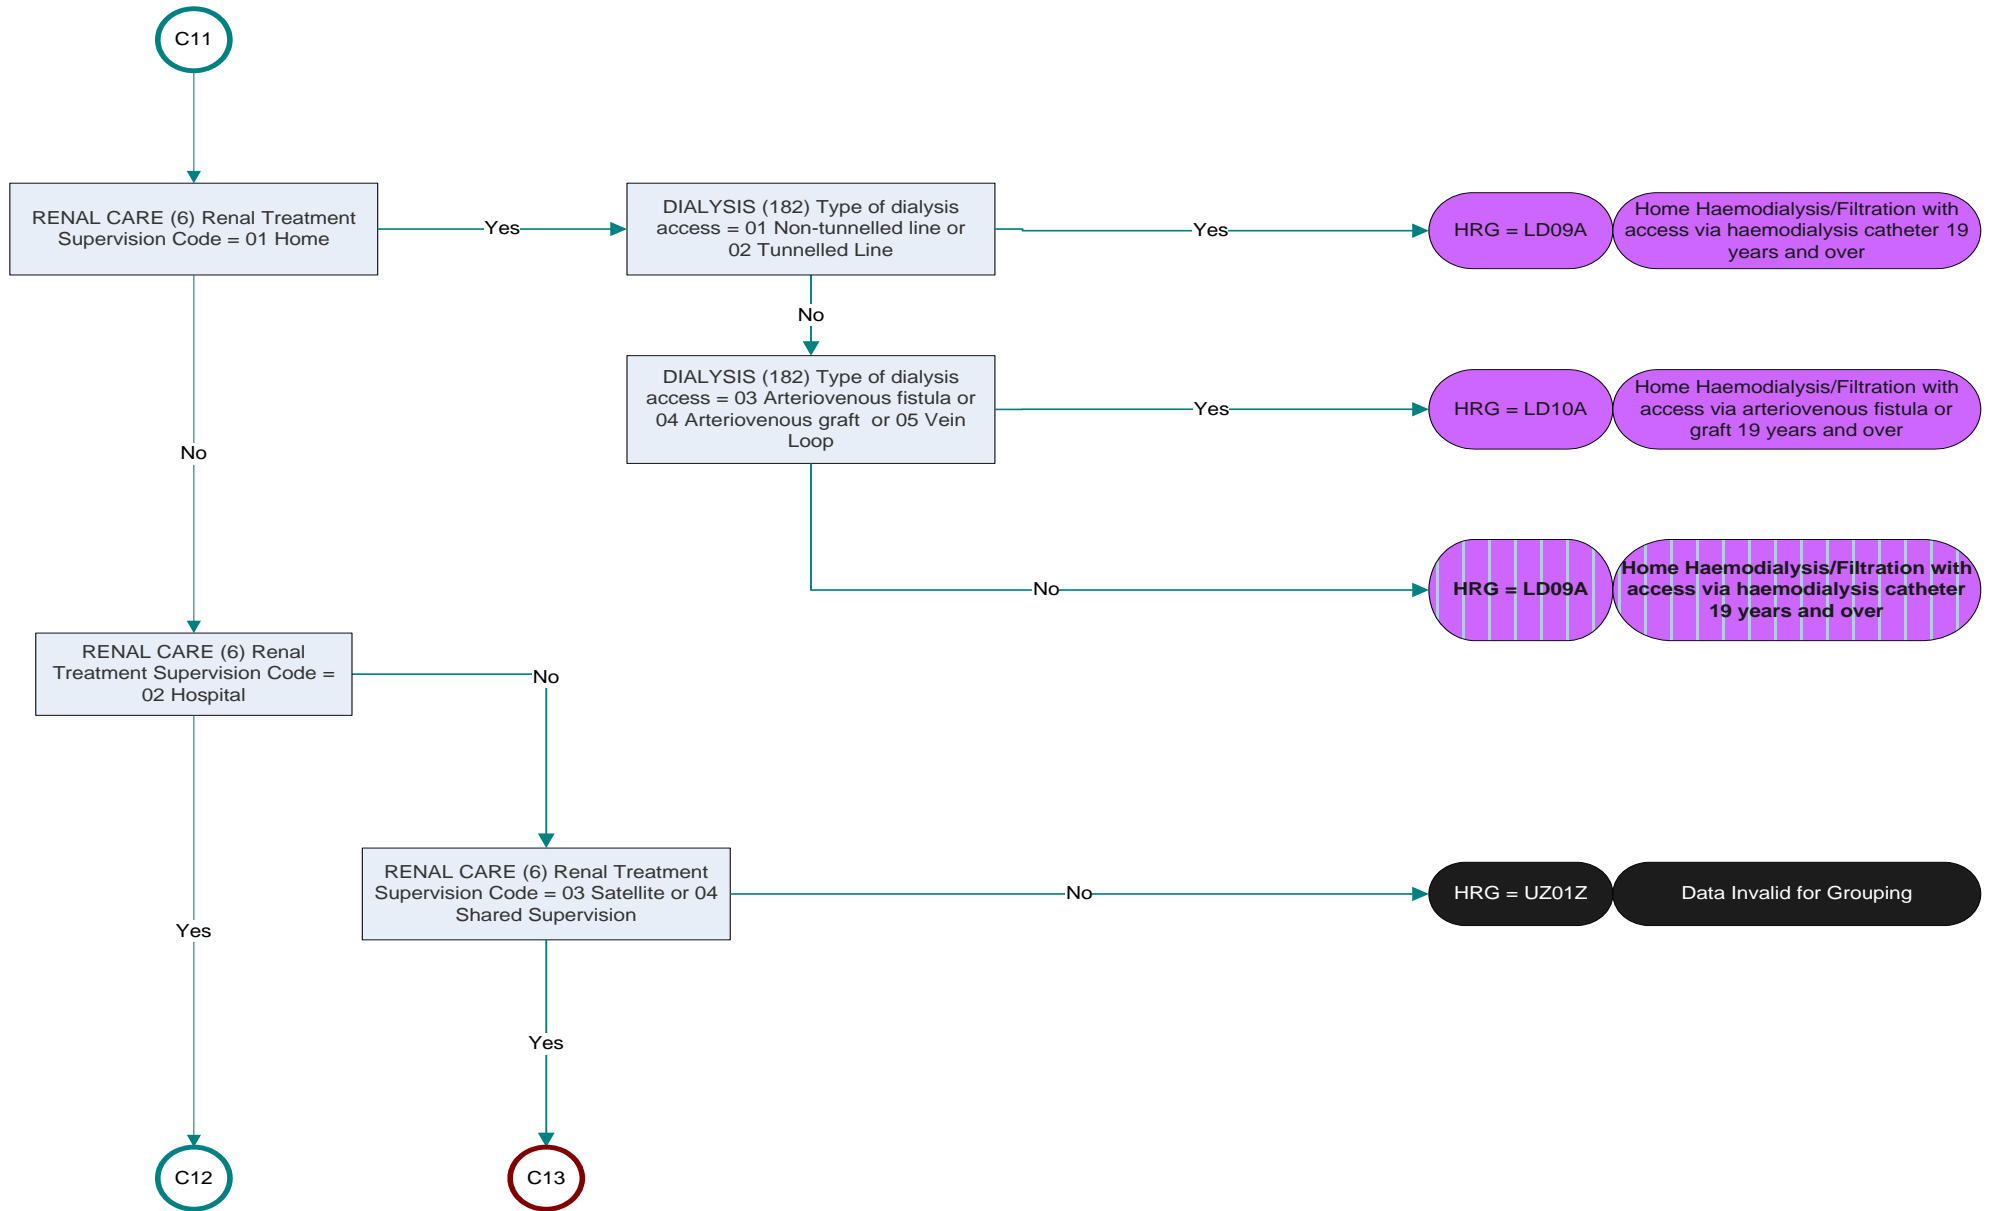 C11
RENAL CARE (6) Renal Treatment
Supervision Code = 01 Home
Yes
DIALYSIS (182) Type of dialysis
access = 01 Non-tunnelled line or
02 Tunnelled Line
Yes
HRG = LD09A
Home Haemodialysis/Filtration with
access via haemodialysis catheter 19
years and over
No
DIALYSIS (182) Type of dialysis
access = 03 Arteriovenous fistula or
04 Arteriovenous graft  or 05 Vein
Loop
Yes
HRG = LD10A
Home Haemodialysis/Filtration with
access via arteriovenous fistula or
graft 19 years and over
No
No
HRG = LD09A
Home Haemodialysis/Filtration with
access via haemodialysis catheter
19 years and over
RENAL CARE (6) Renal
Treatment Supervision Code =
02 Hospital
No
RENAL CARE (6) Renal Treatment
Supervision Code = 03 Satellite or 04
Shared Supervision
No
HRG = UZ01Z
Data Invalid for Grouping
Yes
Yes
C12
C13